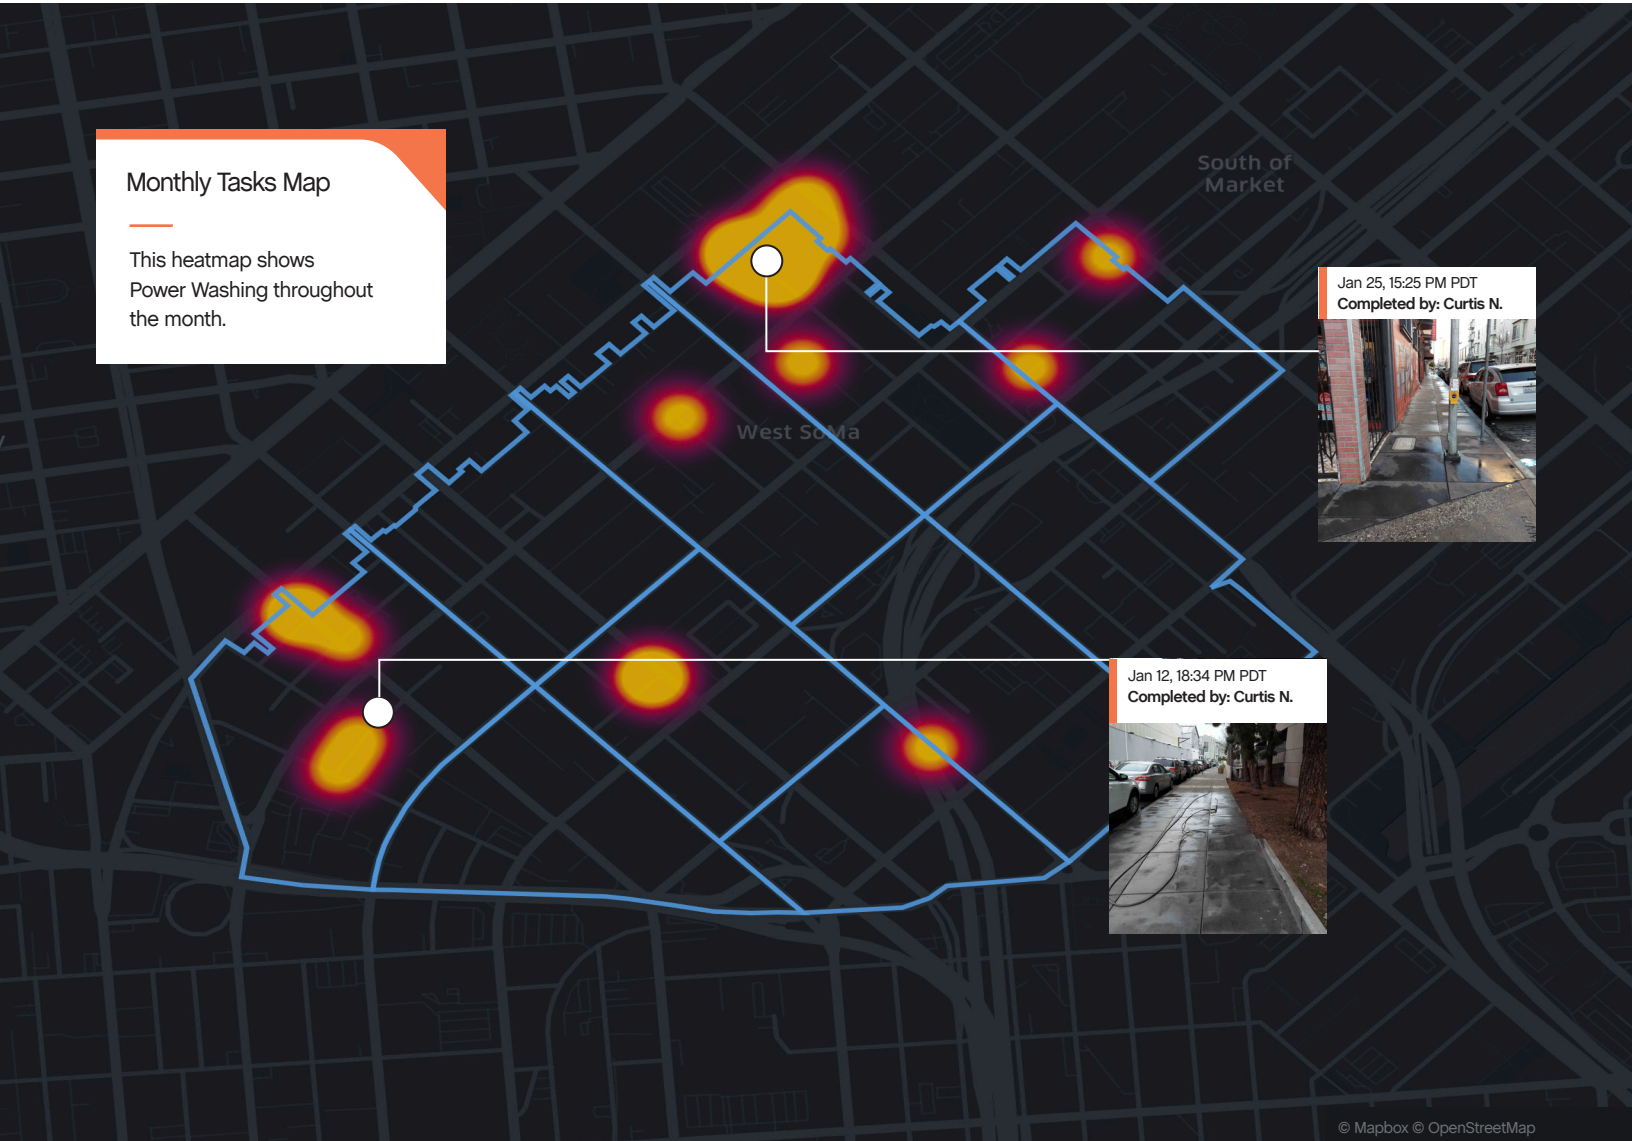 Monthly Tasks Map
This heatmap shows
Power Washing throughout
the month.
South of
Market
West SoMa
Jan 25, 15:25 PM PDT
Completed by: Curtis N.
Jan 12, 18:34 PM PDT
Completed by: Curtis N.
© Mapbox © OpenStreetMap